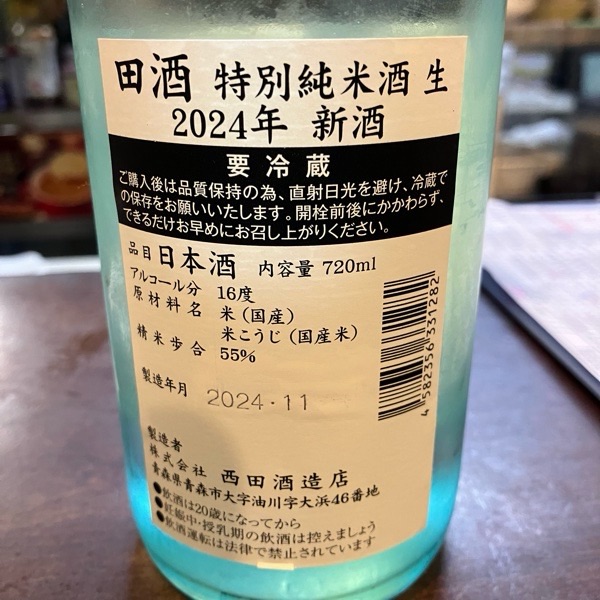 田酒 特別純米酒 生
2024年 新酒
要冷蔵
ご購入後は品質保持の為、直射日光を避け、冷蔵で
の保存をお願いいたします。開栓前後にかかわらず、
できるだけお早めにお召し上がりください。
品目 日本酒 内容量 720ml
アルコール分 16度
原材料名 米（国産）
米こうじ（国産米）
精米歩合 55%
製造年月 2024・11
4 582356 331282
製造者
株式会社 西田酒造店
青森県青森市大字油川字大浜46番地
●飲酒は20歳になってから
●妊娠中・授乳期の飲酒は控えましょう
●飲酒運転は法律で禁止されています